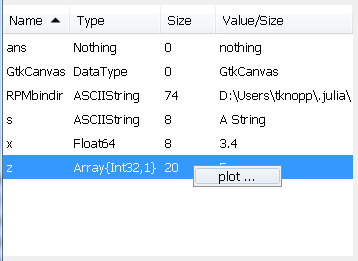 Name Type Size Value/Size
ans Nothing 0 nothing
GtkCanvas DataType 0 GtkCanvas
RPMbindir ASCIIString 74 D:\Users\tknopp\.julia\
s ASCIIString 8 A String
x Float64 8 3.4
z Array{Int32,1} 20
plot ...